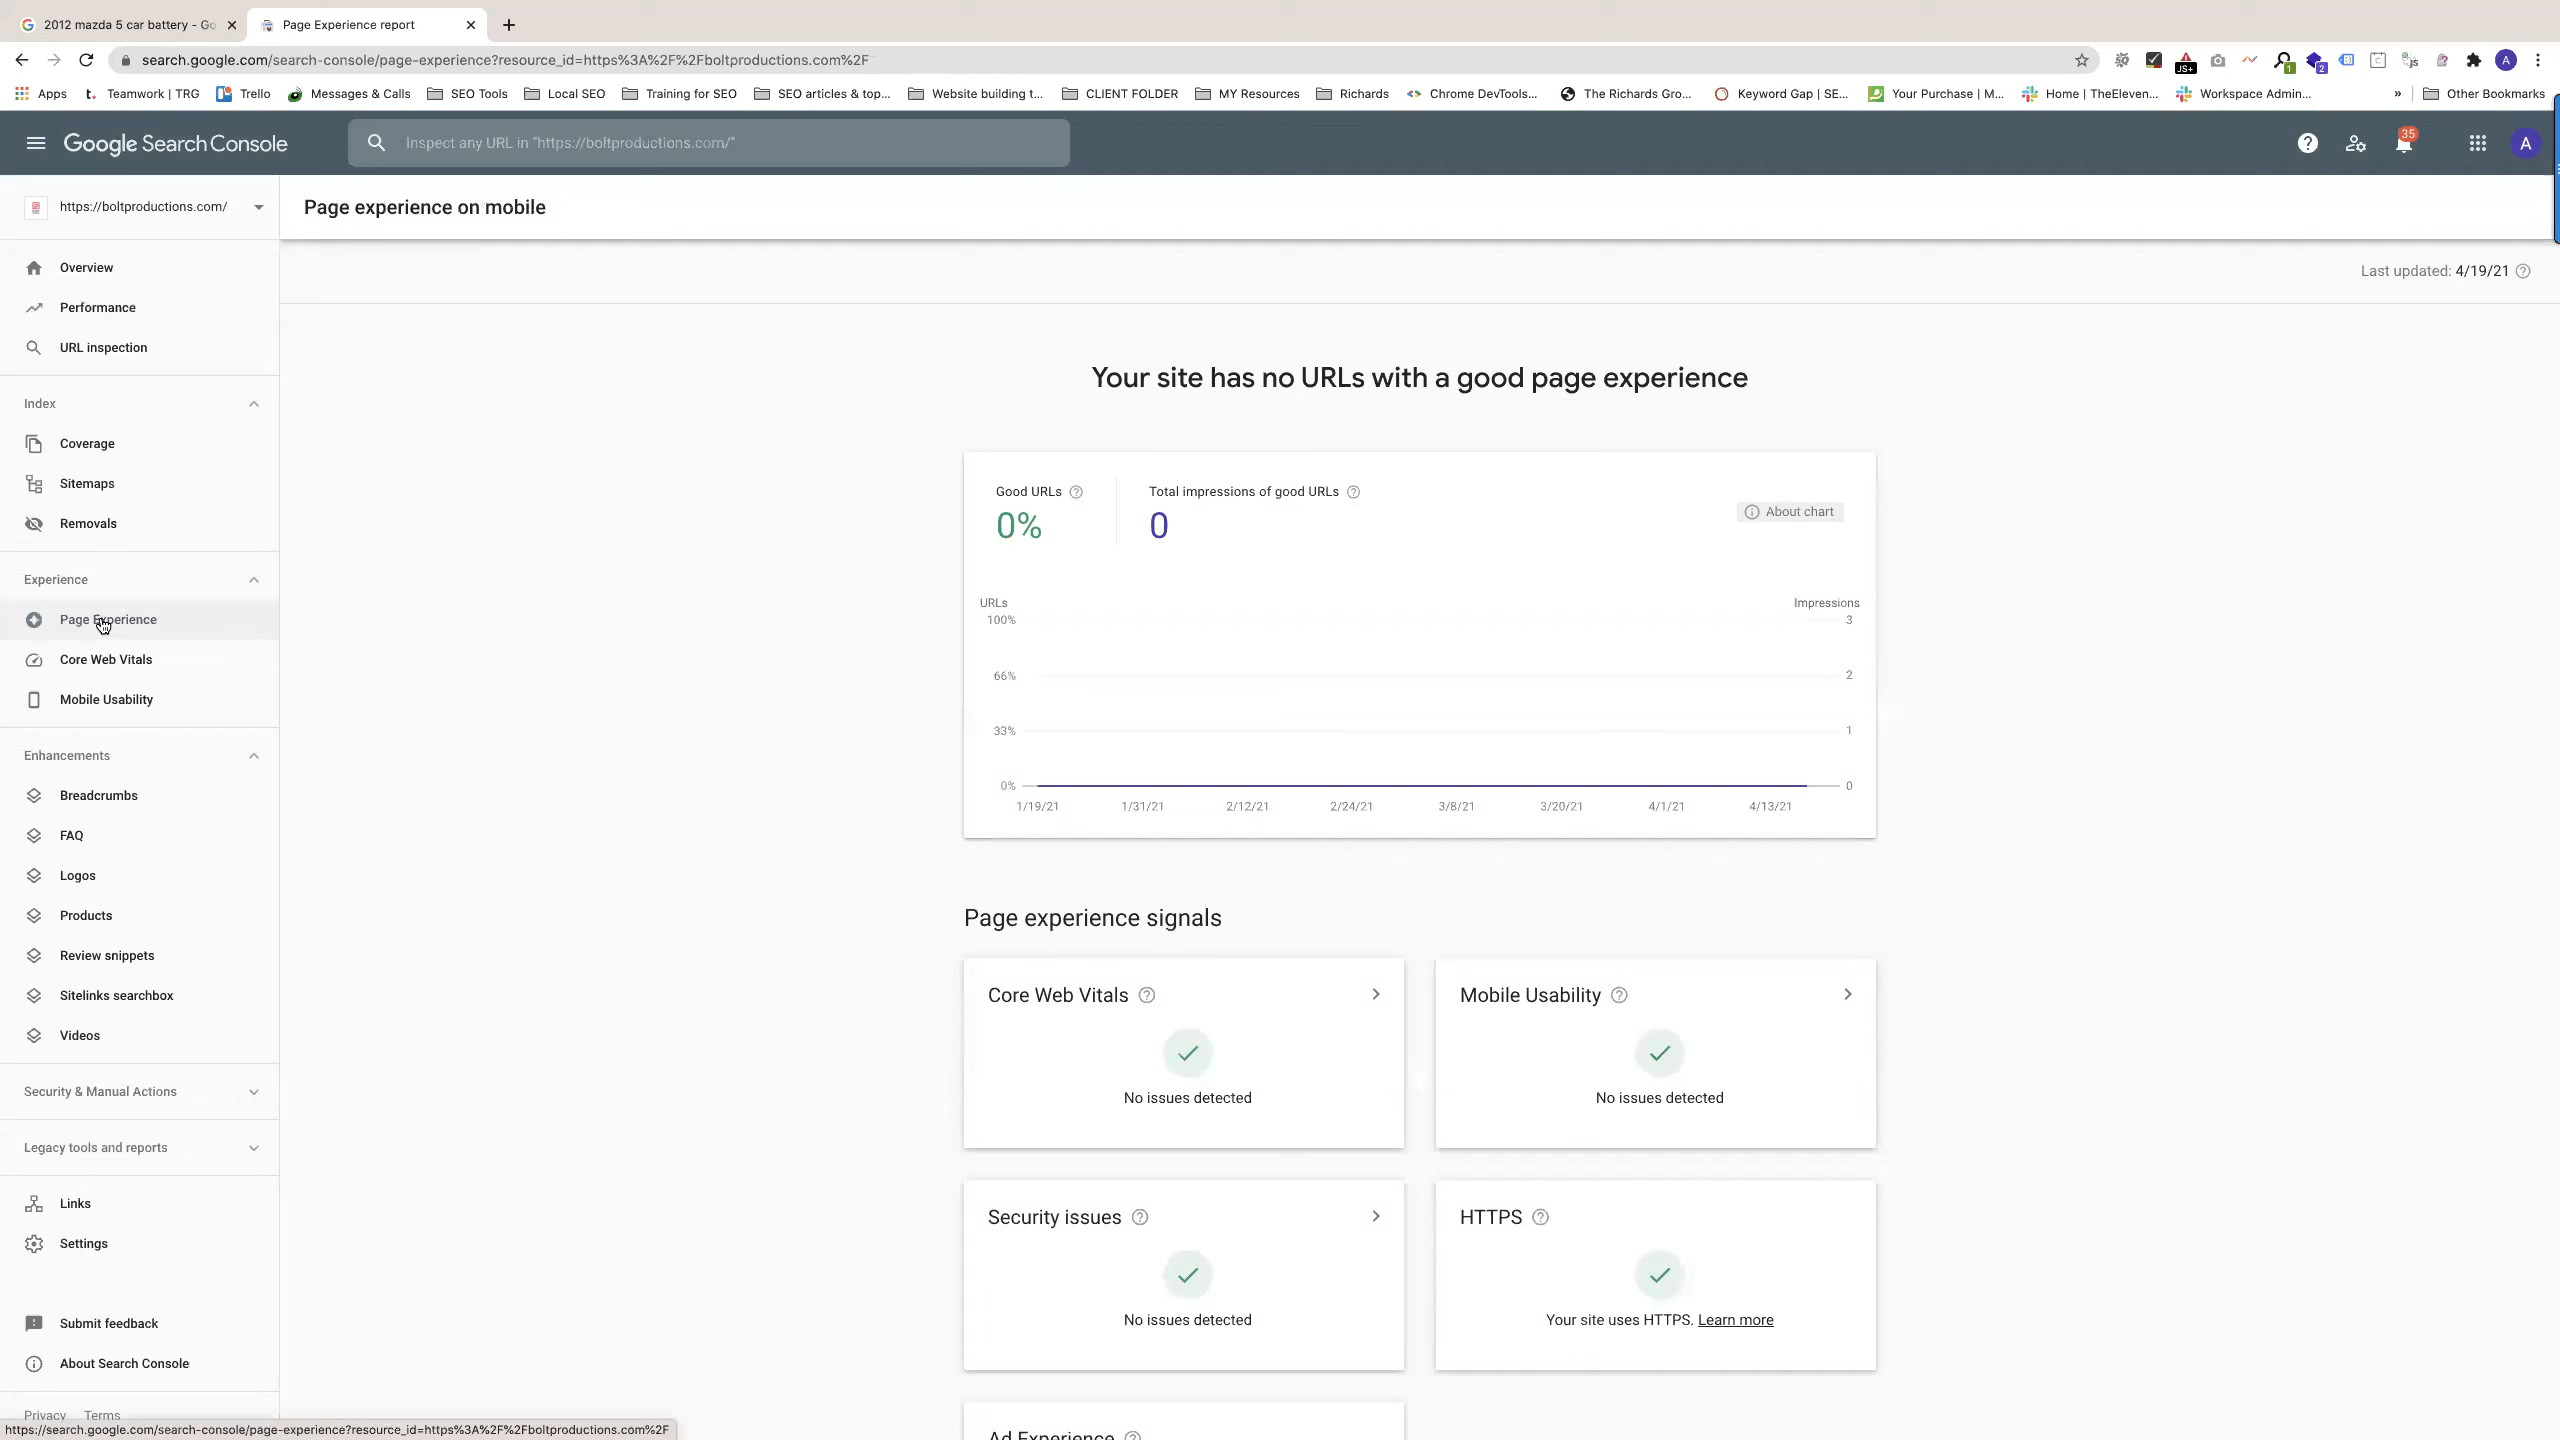 2012 mazda 5 car battery - Go
Page Experience report
search.google.com/search-console/page-experience?resource_id=https%3A%2F%2Fboltproductions.com%2F
Apps
Teamwork | TRG
Trello
Messages & Calls
SEO Tools
Local SEO
Training for SEO
SEO articles & top...
Website building t...
CLIENT FOLDER
MY Resources
Richards
Chrome DevTools...
The Richards Gro...
Keyword Gap | SE...
Your Purchase | M...
Home | TheEleven...
Workspace Admin...
»
Other Bookmarks
Google Search Console
Inspect any URL in "https://boltproductions.com/"
35
A
https://boltproductions.com/
Page experience on mobile
Last updated: 4/19/21
Overview
Performance
URL inspection
Index
Coverage
Sitemaps
Removals
Experience
Page Experience
Core Web Vitals
Mobile Usability
Enhancements
Breadcrumbs
FAQ
Logos
Products
Review snippets
Sitelinks searchbox
Videos
Security & Manual Actions
Legacy tools and reports
Links
Settings
Submit feedback
About Search Console
Privacy Terms
https://search.google.com/search-console/page-experience?resource_id=https%3A%2F%2Fboltproductions.com%2F
Your site has no URLs with a good page experience
Good URLs
0%
Total impressions of good URLs
0
About chart
URLs Impressions
100% 3
66% 2
33% 1
0% 0
1/19/21 1/31/21 2/12/21 2/24/21 3/8/21 3/20/21 4/1/21 4/13/21
Page experience signals
Core Web Vitals
No issues detected
Mobile Usability
No issues detected
Security issues
No issues detected
HTTPS
Your site uses HTTPS. Learn more
Ad Experience